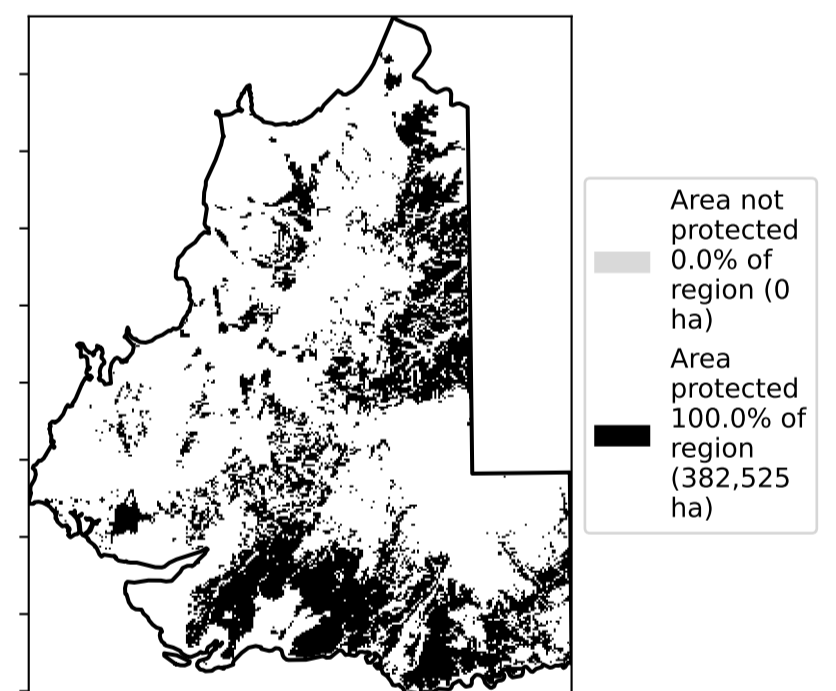 Area not
protected
0.0% of
region (0
ha)
Area
protected
100.0% of
region
(382,525
ha)